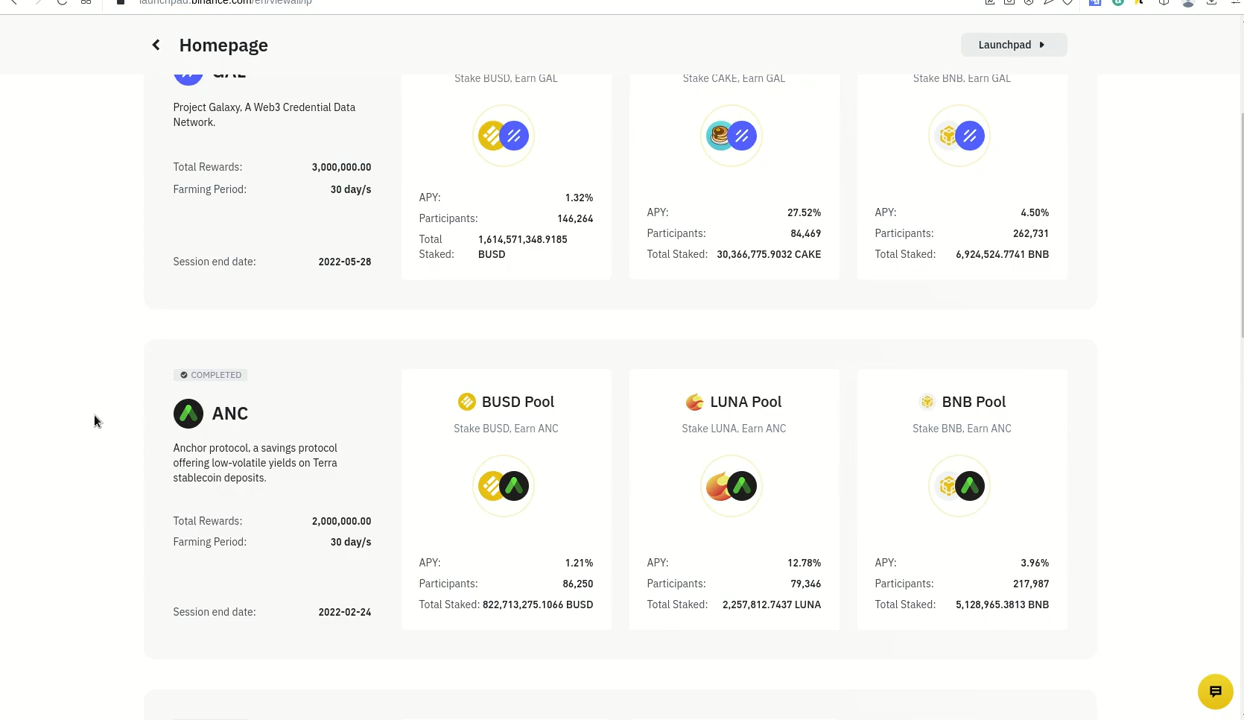 launchpad.binance.com/en/viewall/lp
Homepage
Launchpad
GAL
Project Galaxy. A Web3 Credential Data
Network.
Total Rewards: 3,000,000.00
Farming Period: 30 day/s
Session end date: 2022-05-28
Stake BUSD, Earn GAL
APY: 1.32%
Participants: 146,264
Total Staked: 1,614,571,348.9185 BUSD
Stake CAKE, Earn GAL
APY: 27.52%
Participants: 84,469
Total Staked: 30,366,775.9032 CAKE
Stake BNB, Earn GAL
APY: 4.50%
Participants: 262,731
Total Staked: 6,924,524.7741 BNB
COMPLETED
ANC
Anchor protocol, a savings protocol
offering low-volatile yields on Terra
stablecoin deposits.
Total Rewards: 2,000,000.00
Farming Period: 30 day/s
Session end date: 2022-02-24
BUSD Pool
Stake BUSD, Earn ANC
APY: 1.21%
Participants: 86,250
Total Staked: 822,713,275.1066 BUSD
LUNA Pool
Stake LUNA, Earn ANC
APY: 12.78%
Participants: 79,346
Total Staked: 2,257,812.7437 LUNA
BNB Pool
Stake BNB, Earn ANC
APY: 3.96%
Participants: 217,987
Total Staked: 5,128,965.3813 BNB